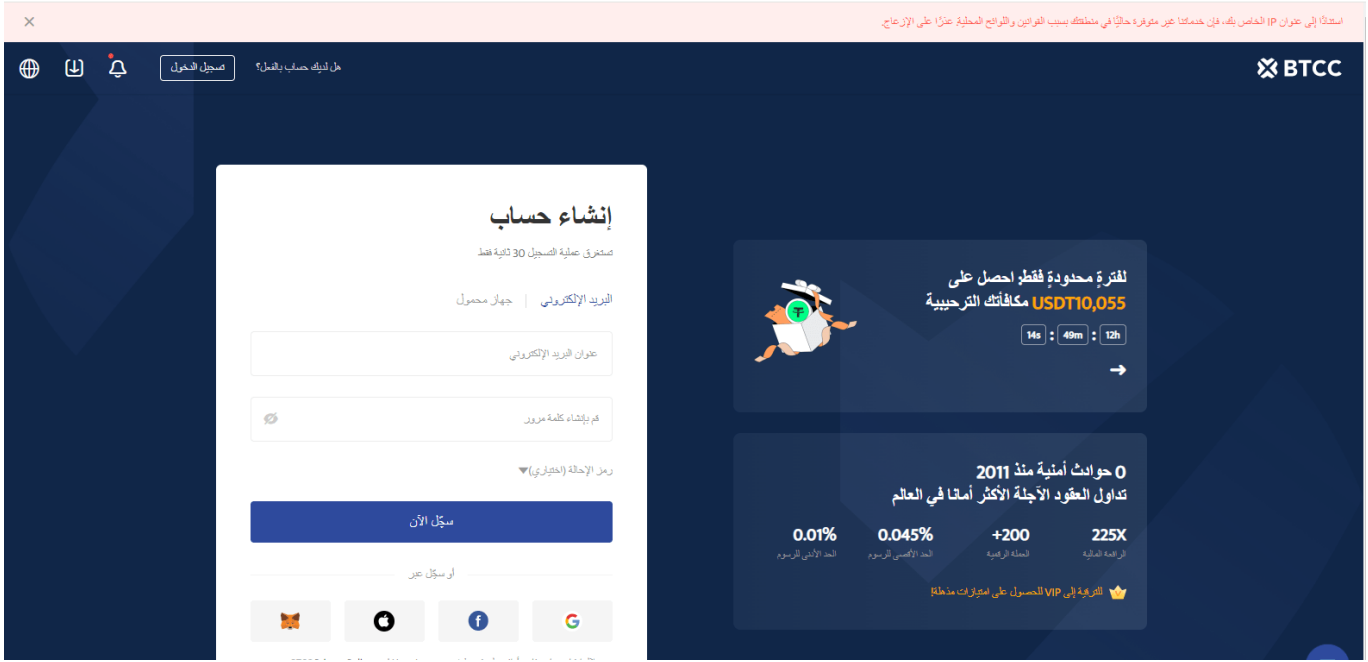 استنادًا إلى عنوان IP الخاص بك، فإن خدماتنا غير متوفرة حاليًا في منطقتك بسبب القوانين واللوائح المحلية. عذرًا على الإزعاج.
BTCC
هل لديك حساب بالفعل؟
تسجيل الدخول
لفترةٍ محدودةٍ فقط، احصل على
USDT10,055 مكافأتك الترحيبية
12h : 49m : 14s
0 حوادث أمنية منذ 2011
تداول العقود الآجلة الأكثر أمانا في العالم
225X
الرافعة المالية
200+
العملة الرقمية
0.045%
الحد الأقصى للرسوم
0.01%
الحد الأدنى للرسوم
الترقية إلى VIP للحصول على امتيازات مذهلة!
إنشاء حساب
تستغرق عملية التسجيل 30 ثانية فقط
البريد الإلكتروني | جهاز محمول
عنوان البريد الإلكتروني
قم بإنشاء كلمة مرور
رمز الإحالة (اختياري)
سجّل الآن
أو سجّل عبر